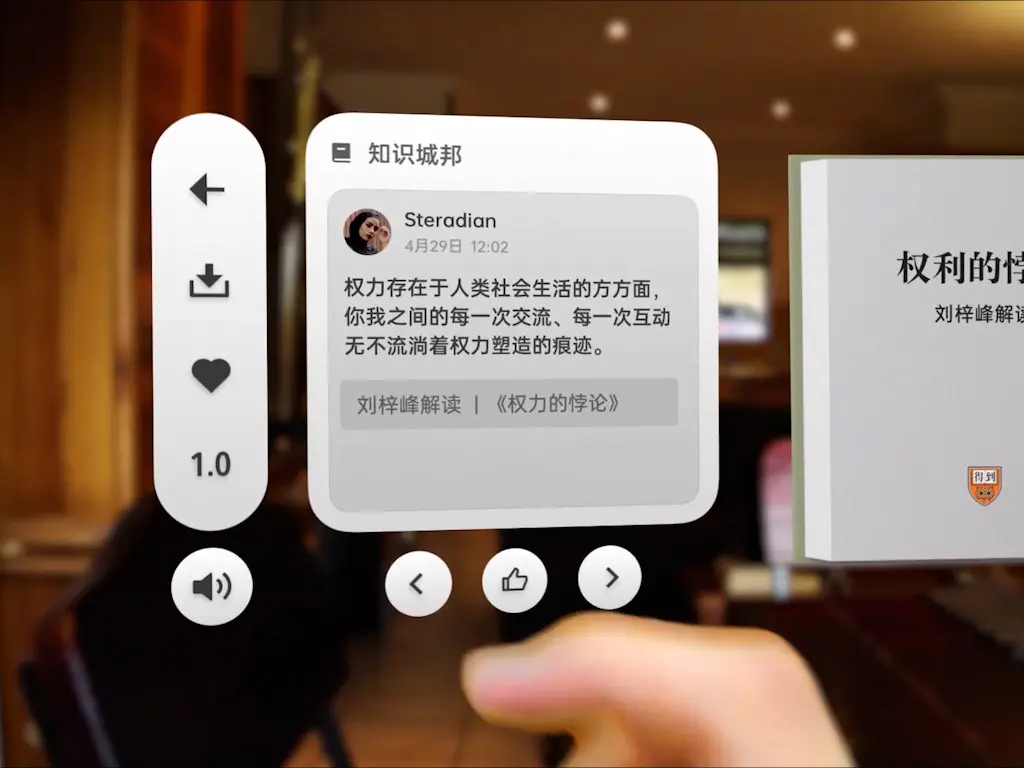 知识城邦
Steradian
4月29日 12:02
权力存在于人类社会生活的方方面，
你我之间的每一次交流、每一次互动
无不流淌着权力塑造的痕迹。
刘梓峰解读 | 《权力的悖论》
1.0
权利的悖
刘梓峰解读
得到